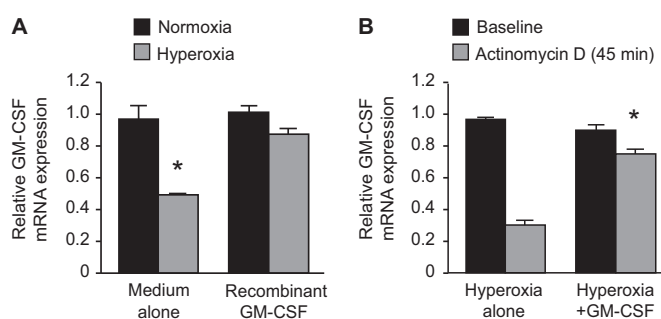 A
Normoxia
Hyperoxia
Relative GM-CSF
mRNA expression
1.2
1.0
0.8
0.6
0.4
0.2
0
*
Medium
alone
Recombinant
GM-CSF
B
Baseline
Actinomycin D (45 min)
Relative GM-CSF
mRNA expression
1.2
1.0
0.8
0.6
0.4
0.2
0
*
Hyperoxia
alone
Hyperoxia
+GM-CSF